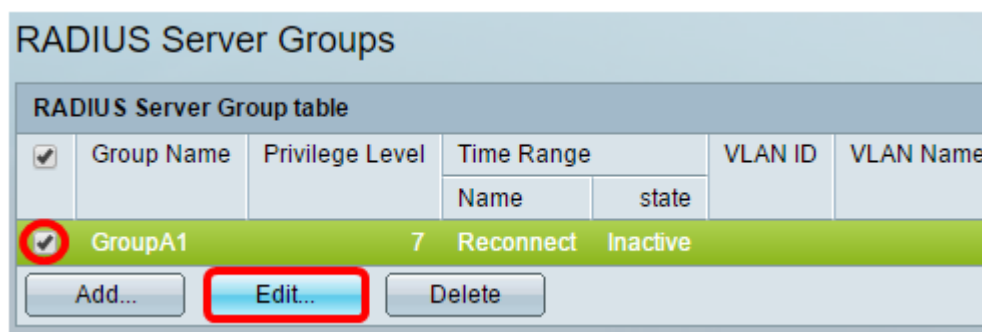 RADIUS Server Groups
RADIUS Server Group table
Group Name Privilege Level Time Range VLAN ID VLAN Name
Name state
GroupA1 7 Reconnect Inactive
Add... Edit... Delete